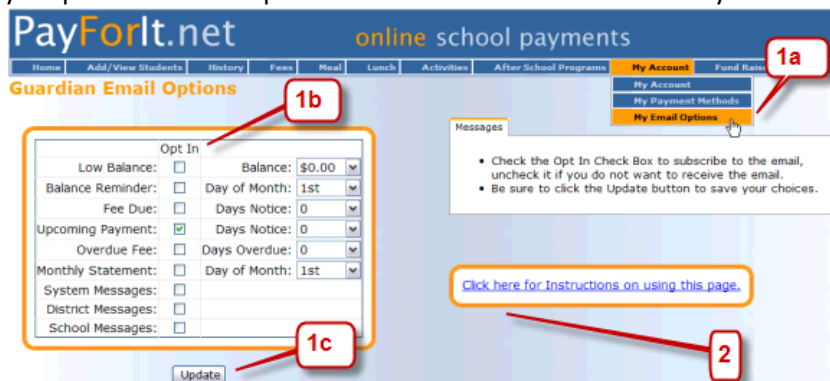 PayForIt.net online school payments
Home Add/View Students History Fees Meal Lunch Activities After School Programs My Account Fund
1a
My Account
My Payment Methods
My Email Options
Guardian Email Options
1b
Messages
Opt In
Low Balance: Balance: $0.00
Balance Reminder: Day of Month: 1st
Fee Due: Days Notice: 0
Upcoming Payment: Days Notice: 0
Overdue Fee: Days Overdue: 0
Monthly Statement: Day of Month: 1st
System Messages:
District Messages:
School Messages:
• Check the Opt In Check Box to subscribe to the email,
uncheck it if you do not want to receive the email.
• Be sure to click the Update button to save your choices.
Click here for Instructions on using this page.
1c
2
Update